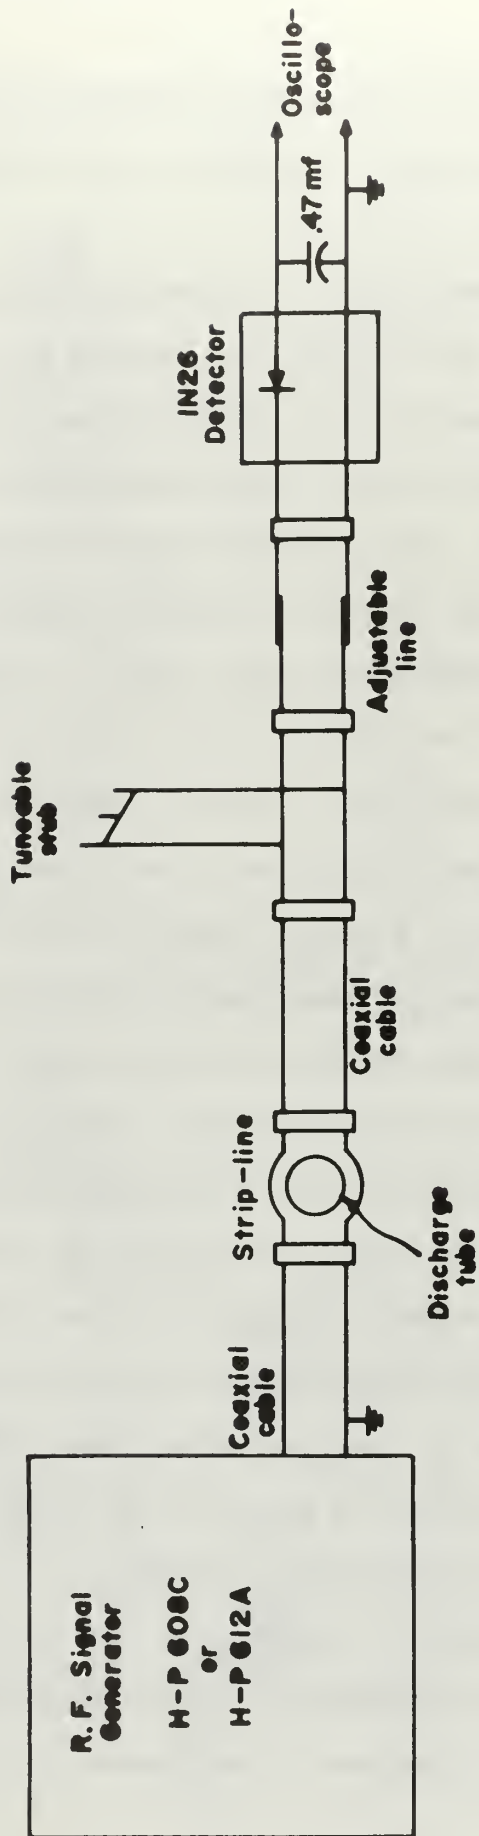 R.F. Signal
Generator
H-P 608C
or
H-P 612A
Coaxial
cable
Strip-line
Discharge
tube
Coaxial
cable
Tuneable
stub
Adjustable
line
IN26
Detector
.47 mf
Oscillo-
scope